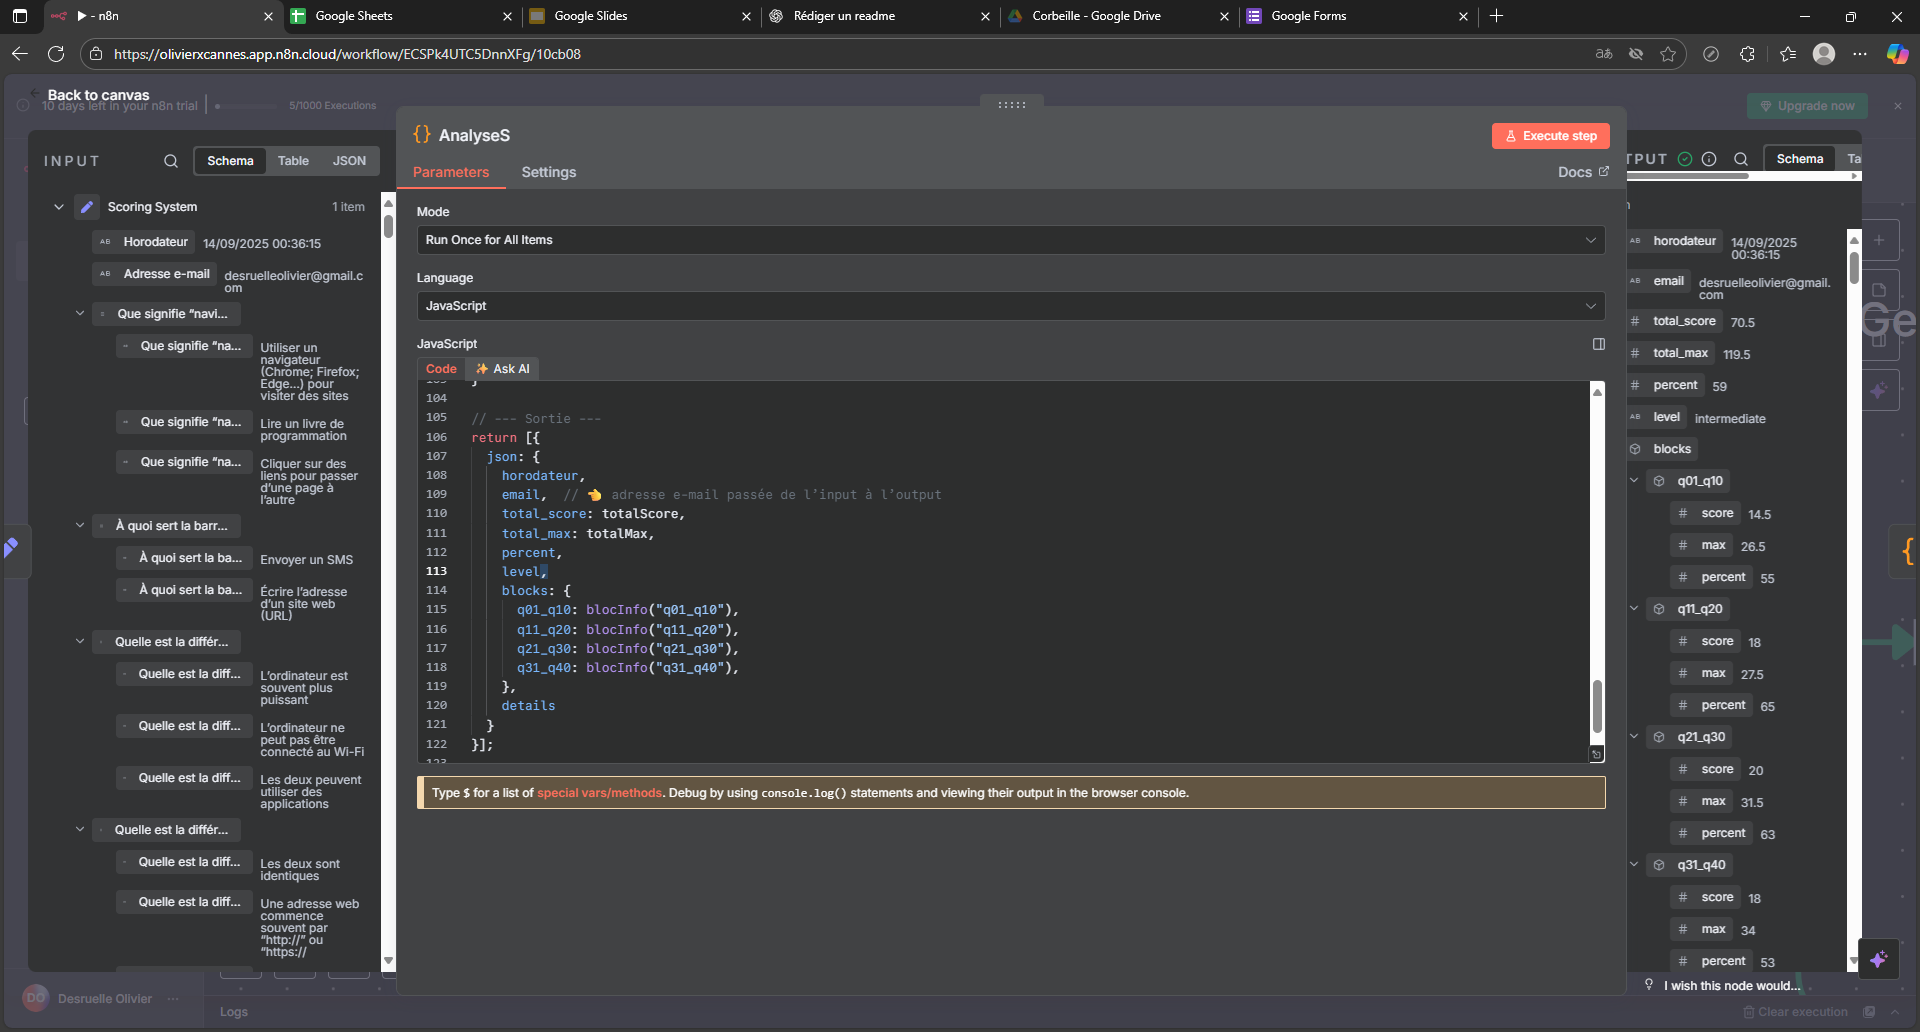 ▶ - n8n
Google Sheets
Google Slides
Rédiger un readme
Corbeille - Google Drive
Google Forms
https://olivierxcannes.app.n8n.cloud/workflow/ECSPk4UTC5DnnXFg/10cb08
Back to canvas
10 days left in your n8n trial
5/1000 Executions
Upgrade now
INPUT
Schema
Table
JSON
Scoring System
1 item
Horodateur
14/09/2025 00:36:15
Adresse e-mail
desruelleolivier@gmail.c
om
Que signifie “navi...
Que signifie “na...
Utiliser un
navigateur
(Chrome; Firefox;
Edge...) pour
visiter des sites
Que signifie “na...
Lire un livre de
programmation
Que signifie “na...
Cliquer sur des
liens pour passer
d’une page à
l’autre
À quoi sert la barr...
À quoi sert la ba...
Envoyer un SMS
À quoi sert la ba...
Écrire l’adresse
d’un site web
(URL)
Quelle est la différ...
Quelle est la diff...
L’ordinateur est
souvent plus
puissant
Quelle est la diff...
L’ordinateur ne
peut pas être
connecté au Wi-Fi
Quelle est la diff...
Les deux peuvent
utiliser des
applications
Quelle est la différ...
Quelle est la diff...
Les deux sont
identiques
Quelle est la diff...
Une adresse web
commence
souvent par
“http://” ou
“https://
DO
Desruelle Olivier
Logs
AnalyseS
Execute step
Parameters
Settings
Docs
Mode
Run Once for All Items
Language
JavaScript
JavaScript
Code
Ask AI
103 }
104
105 // --- Sortie ---
106 return [{
107 json: {
108 horodateur,
109 email, // 👈 adresse e-mail passée de l’input à l’output
110 total_score: totalScore,
111 total_max: totalMax,
112 percent,
113 level,
114 blocks: {
115 q01_q10: blocInfo("q01_q10"),
116 q11_q20: blocInfo("q11_q20"),
117 q21_q30: blocInfo("q21_q30"),
118 q31_q40: blocInfo("q31_q40"),
119 },
120 details
121 }
122 }];
123
Type $ for a list of special vars/methods. Debug by using console.log() statements and viewing their output in the browser console.
TPUT
Schema
Ta
horodateur
14/09/2025
00:36:15
email
desruelleolivier@gmail.
com
# total_score 70.5
# total_max 119.5
# percent 59
level intermediate
blocks
q01_q10
# score 14.5
# max 26.5
# percent 55
q11_q20
# score 18
# max 27.5
# percent 65
q21_q30
# score 20
# max 31.5
# percent 63
q31_q40
# score 18
# max 34
# percent 53
I wish this node would...
Clear execution
Ge